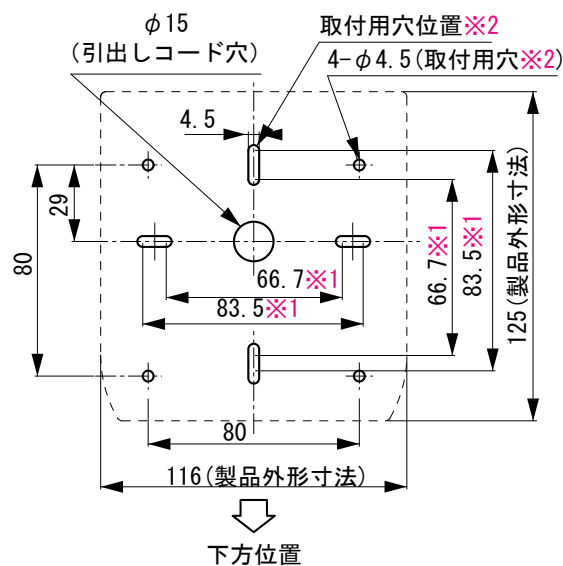 φ15
(引出しコード穴)
取付用穴位置※2
4-φ4.5(取付用穴※2)
4.5
29
80
66.7※1
83.5※1
66.7※1
83.5※1
125(製品外形寸法)
80
116(製品外形寸法)
下方位置